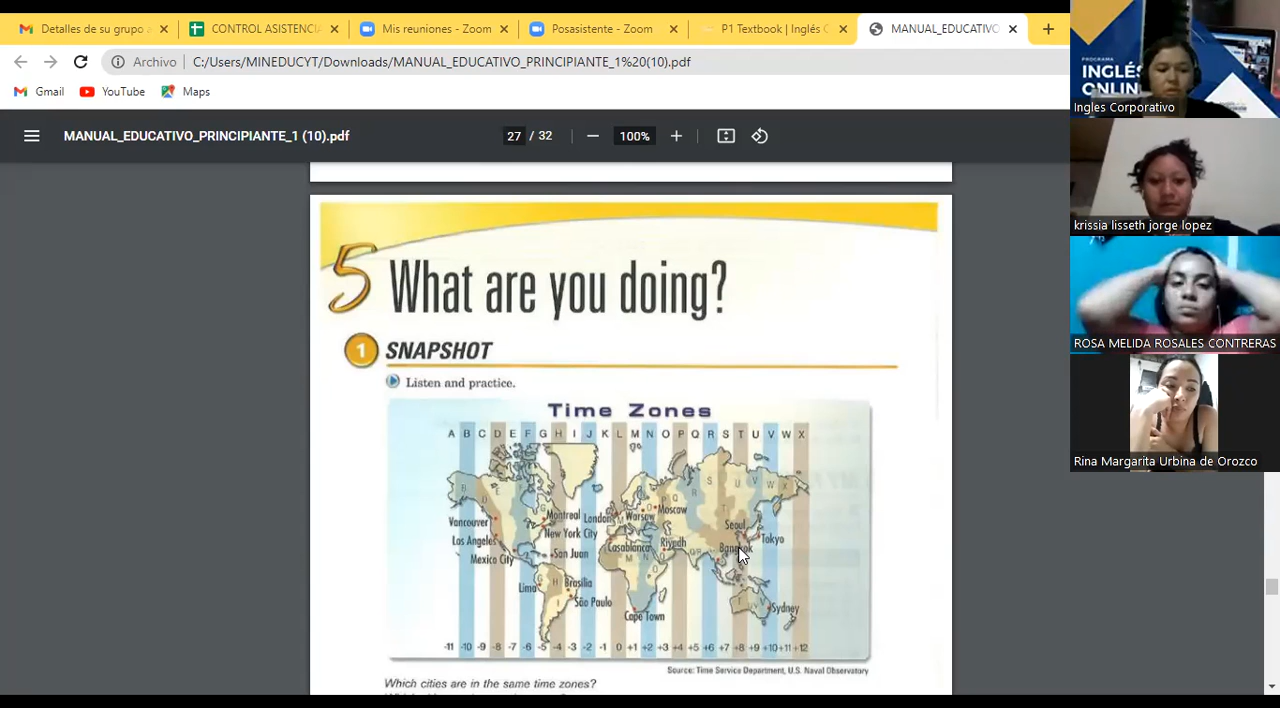 Detalles de su grupo a
CONTROL ASISTENCIA
Mis reuniones - Zoom
Posasistente - Zoom
P1 Textbook | Inglés C
MANUAL_EDUCATIVO
Archivo
C:/Users/MINEDUCYT/Downloads/MANUAL_EDUCATIVO_PRINCIPIANTE_1%20(10).pdf
Gmail
YouTube
Maps
MANUAL_EDUCATIVO_PRINCIPIANTE_1 (10).pdf
27 / 32
100%
5 What are you doing?
1 SNAPSHOT
Listen and practice.
Time Zones
A B C D E F G H I J K L M N O P Q R S T U V W X
Vancouver
Los Angeles
Mexico City
Montreal
New York City
San Juan
Lima
Brasilia
São Paulo
London
Warsaw
Moscow
Casablanca
Riyadh
Cape Town
Seoul
Tokyo
Bangkok
Sydney
-11 -10 -9 -8 -7 -6 -5 -4 -3 -2 -1 0 +1 +2 +3 +4 +5 +6 +7 +8 +9 +10 +11 +12
Source: Time Service Department, U.S. Naval Observatory
Which cities are in the same time zones?
PROGRAMA
INGLÉS
ONLIN
Ingles Corporativo
krissia lisseth jorge lopez
ROSA MELIDA ROSALES CONTRERAS
Rina Margarita Urbina de Orozco